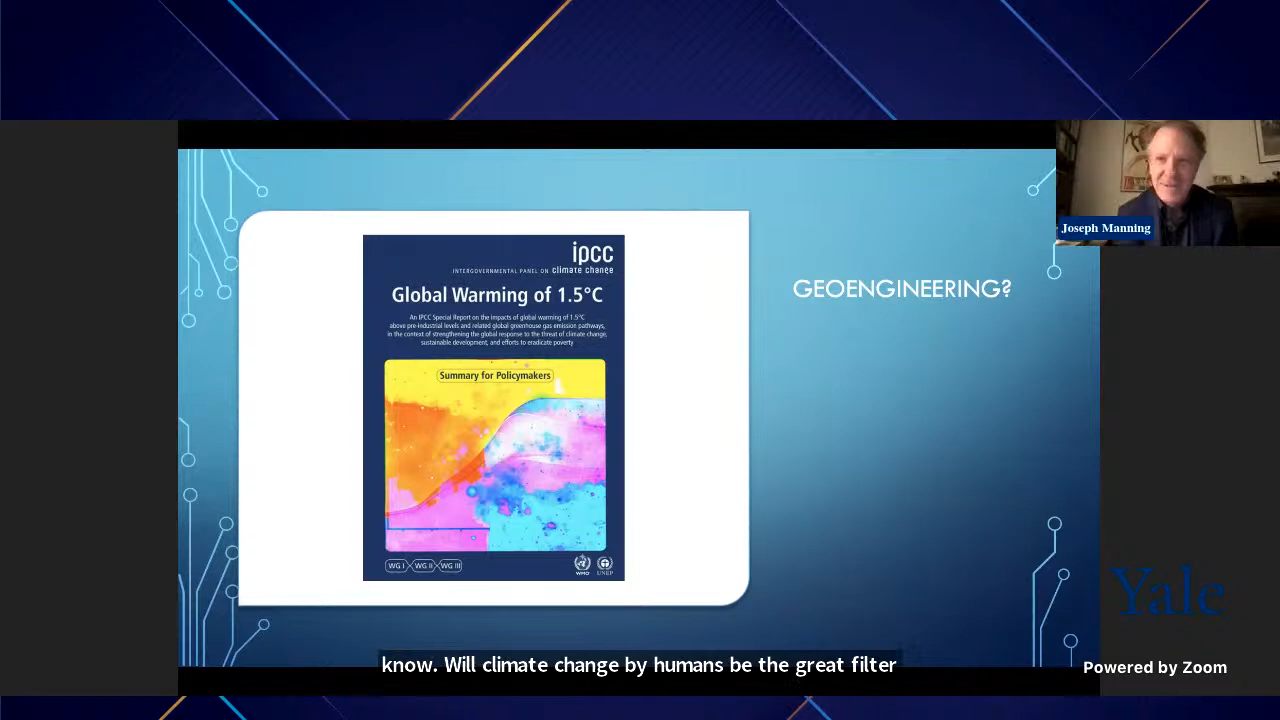 ipcc
INTERGOVERNMENTAL PANEL ON climate change
Global Warming of 1.5°C
An IPCC Special Report on the impacts of global warming of 1.5°C
above pre-industrial levels and related global greenhouse gas emission pathways,
in the context of strengthening the global response to the threat of climate change,
sustainable development, and efforts to eradicate poverty
Summary for Policymakers
WG I WG II WG III
WMO UNEP
GEOENGINEERING?
Joseph Manning
know. Will climate change by humans be the great filter
Yale
Powered by Zoom